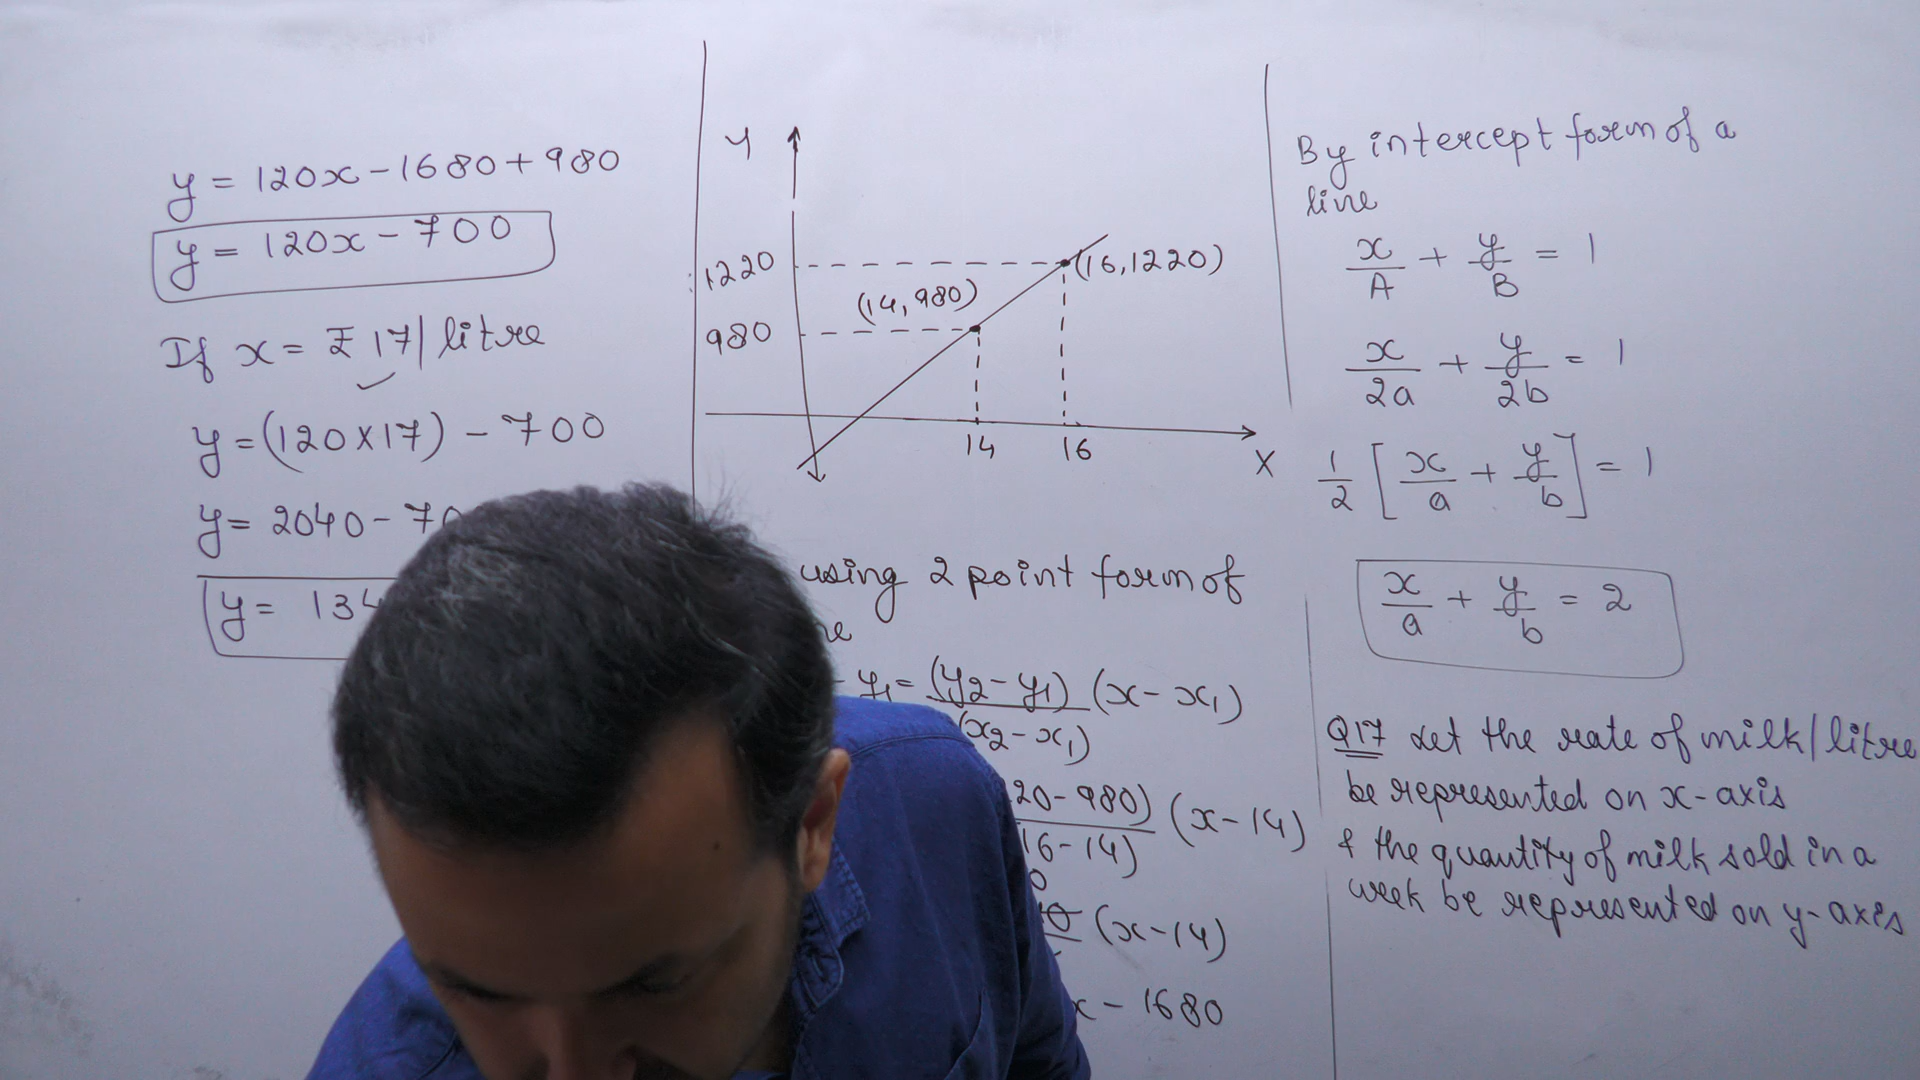 y = 120x - 1680 + 980
y = 120x - 700
If x = ₹ 17/litre
y = (120 x 17) - 700
y = 2040 - 70
y = 134
Y
1220
(16, 1220)
(14, 980)
980
14 16
X
using 2 point form of
- y₁ = (y₂ - y₁) (x - x₁)
(x₂ - x₁)
20 - 980) (x - 14)
16 - 14)
(x - 14)
x - 1680
By intercept form of a
line
x/A + y/B = 1
x/2a + y/2b = 1
1/2 [x/a + y/b] = 1
x/a + y/b = 2
Q17 Let the rate of milk/litre
be represented on x-axis
& the quantity of milk sold in a
week be represented on y-axis